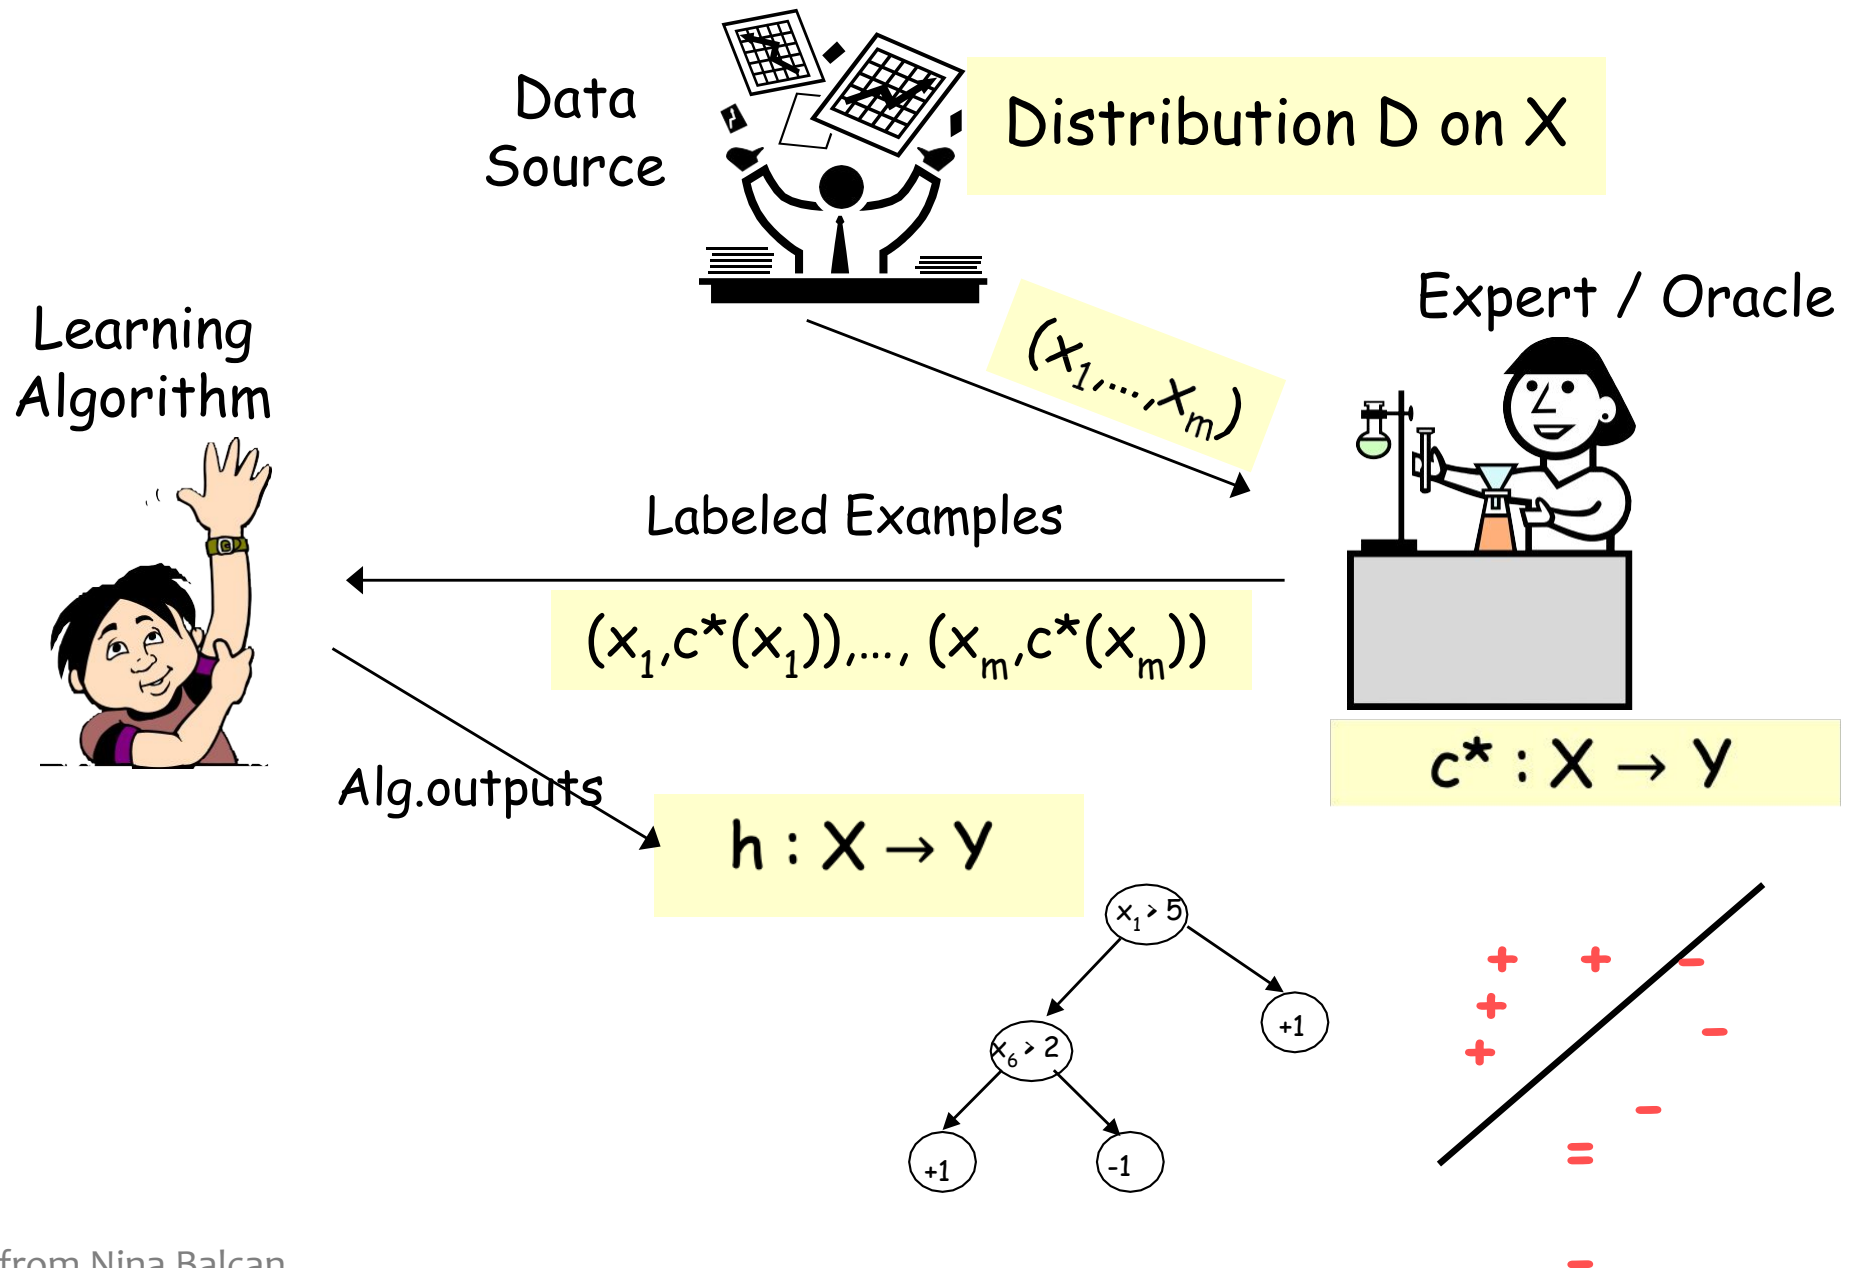 Data
Source
Distribution D on X
Expert / Oracle
Learning
Algorithm
(x₁,...,xₘ)
Labeled Examples
(x₁,c*(x₁)),..., (xₘ,c*(xₘ))
c* : X → Y
Alg.outputs
h : X → Y
x₁ > 5
+1
x₆ > 2
+1
-1
from Nina Balcan